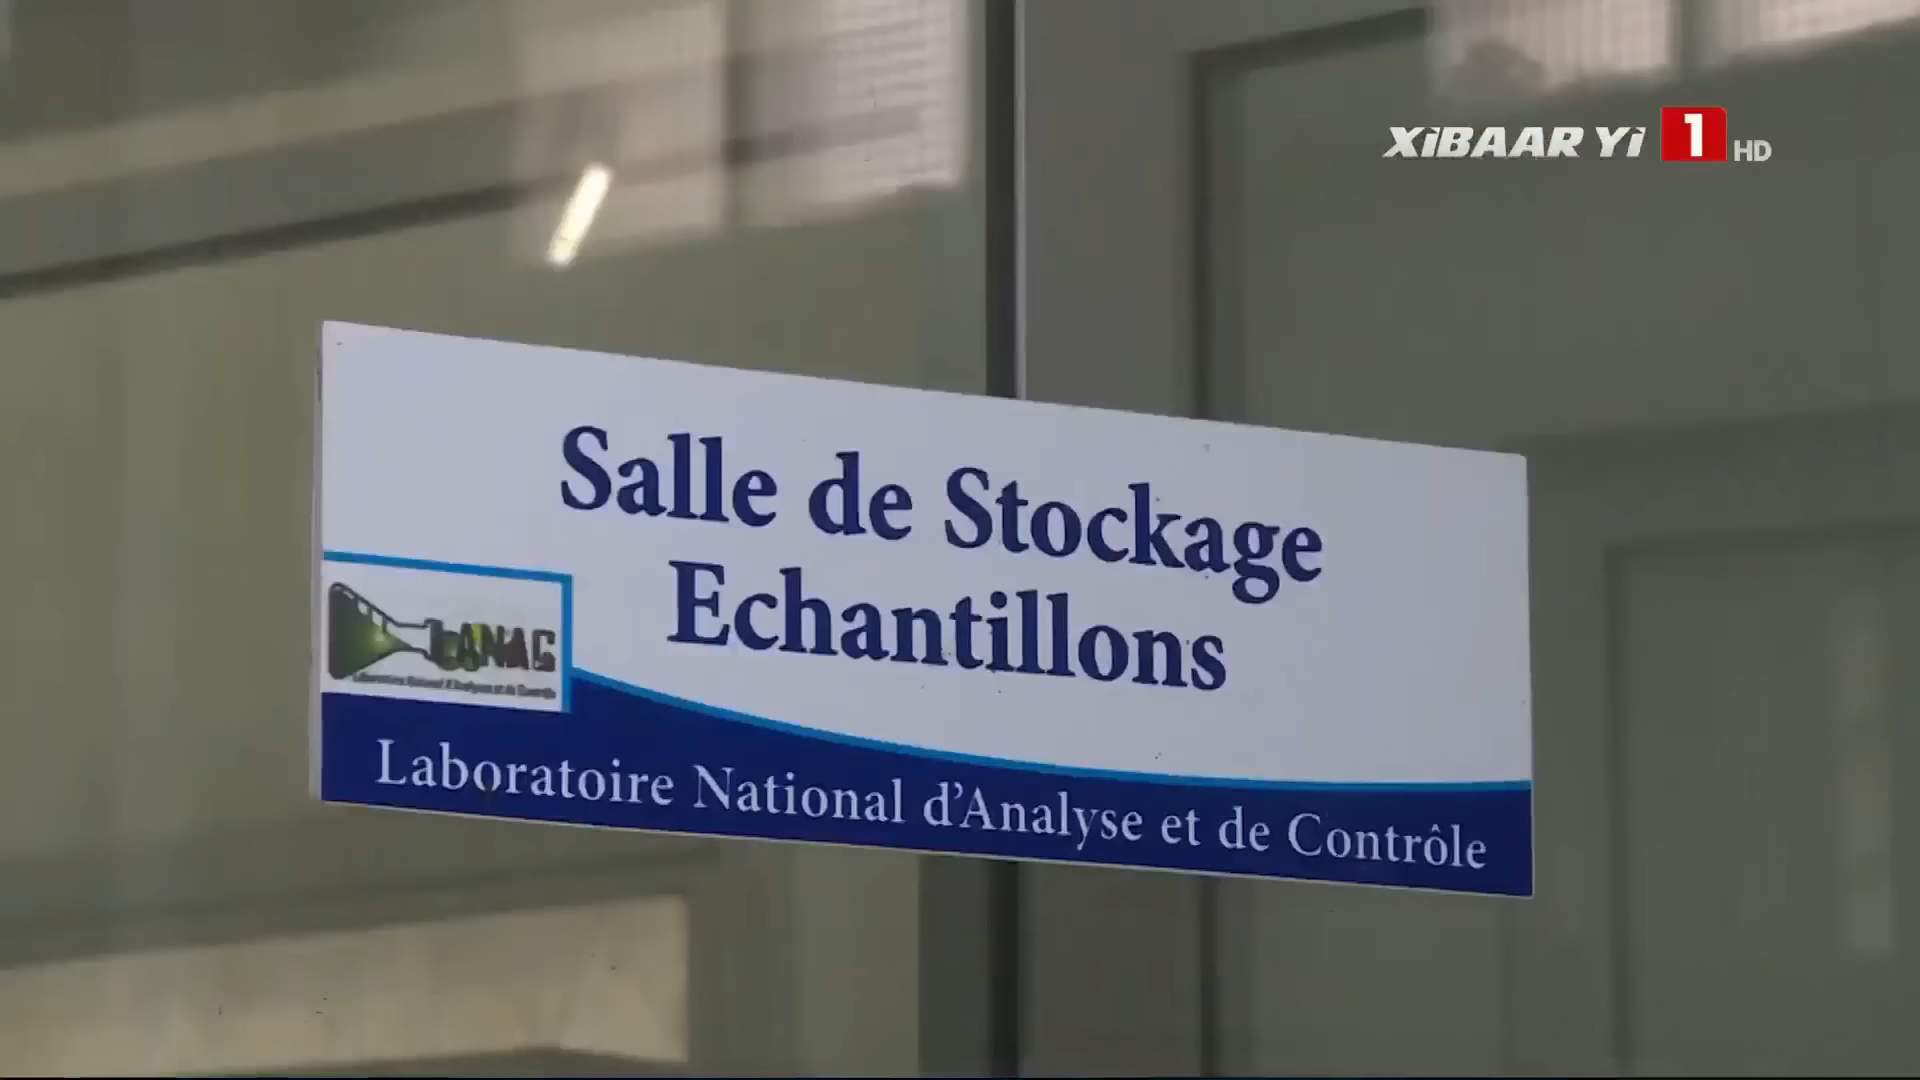 XiBAAR Yi 1 HD
Salle de Stockage
Echantillons
LANAC
Laboratoire National d'Analyse et de Contrôle